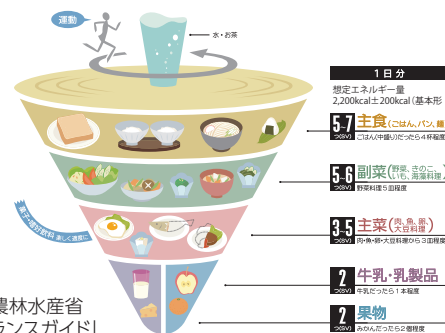 運動
水・お茶
1日分
想定エネルギー量
2,200kcal±200kcal(基本形
5-7 つ(SV) 主食(ごはん、パン、麺
ごはん(中盛り)だったら4杯程度
5-6 つ(SV) 副菜(野菜、きのこ、いも、海藻料理)
野菜料理5皿程度
3-5 つ(SV) 主菜(肉、魚、卵、大豆料理)
肉・魚・卵・大豆料理から3皿程度
菓子・嗜好飲料 楽しく適度に
2 つ(SV) 牛乳・乳製品
牛乳だったら1本程度
2 つ(SV) 果物
みかんだったら2個程度
農林水産省
ランスガイド」